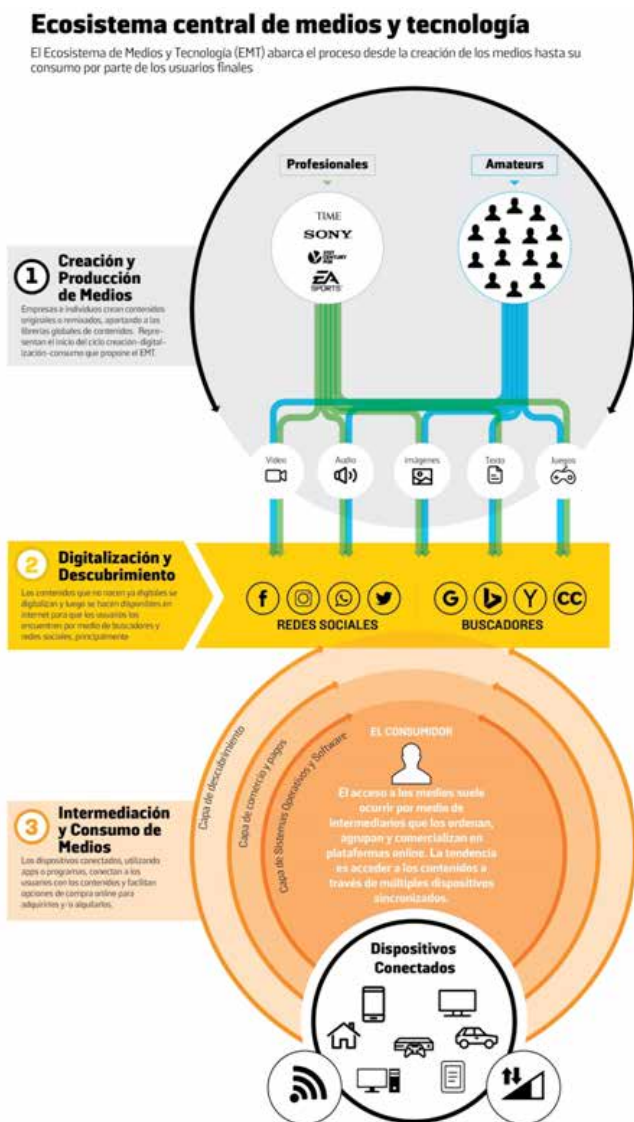 Ecosistema central de medios y tecnología
El Ecosistema de Medios y Tecnología (EMT) abarca el proceso desde la creación de los medios hasta su
consumo por parte de los usuarios finales
Profesionales
Amateurs
TIME
SONY
21ST
CENTURY
FOX
EA
SPORTS
1
Creación y
Producción
de Medios
Empresas e individuos crean contenidos
originales o remixados, aportando a las
librerías globales de contenidos. Repre-
sentan el inicio del ciclo creación-digital-
ización-consumo que propone el EMT.
Video
Audio
Imágenes
Texto
Juegos
2
Digitalización y
Descubrimiento
Los contenidos que no nacen ya digitales se
digitalizan y luego se hacen disponibles en
internet para que los usuarios los
encuentren por medio de buscadores y
redes sociales, principalmente
REDES SOCIALES
G
Y
CC
BUSCADORES
Capa de descubrimiento
Capa de comercio y pagos
Capa de Sistemas Operativos y Software
EL CONSUMIDOR
El acceso a los medios suele
ocurrir por medio de
intermediarios que los ordenan,
agrupan y comercializan en
plataformas online. La tendencia
es acceder a los contenidos a
través de múltiples dispositivos
sincronizados.
3
Intermediación
y Consumo de
Medios
Los dispositivos conectados, utilizando
apps o programas, conectan a los
usuarios con los contenidos y facilitan
opciones de compra online para
adquirirlos y/o alquilarlos.
Dispositivos
Conectados